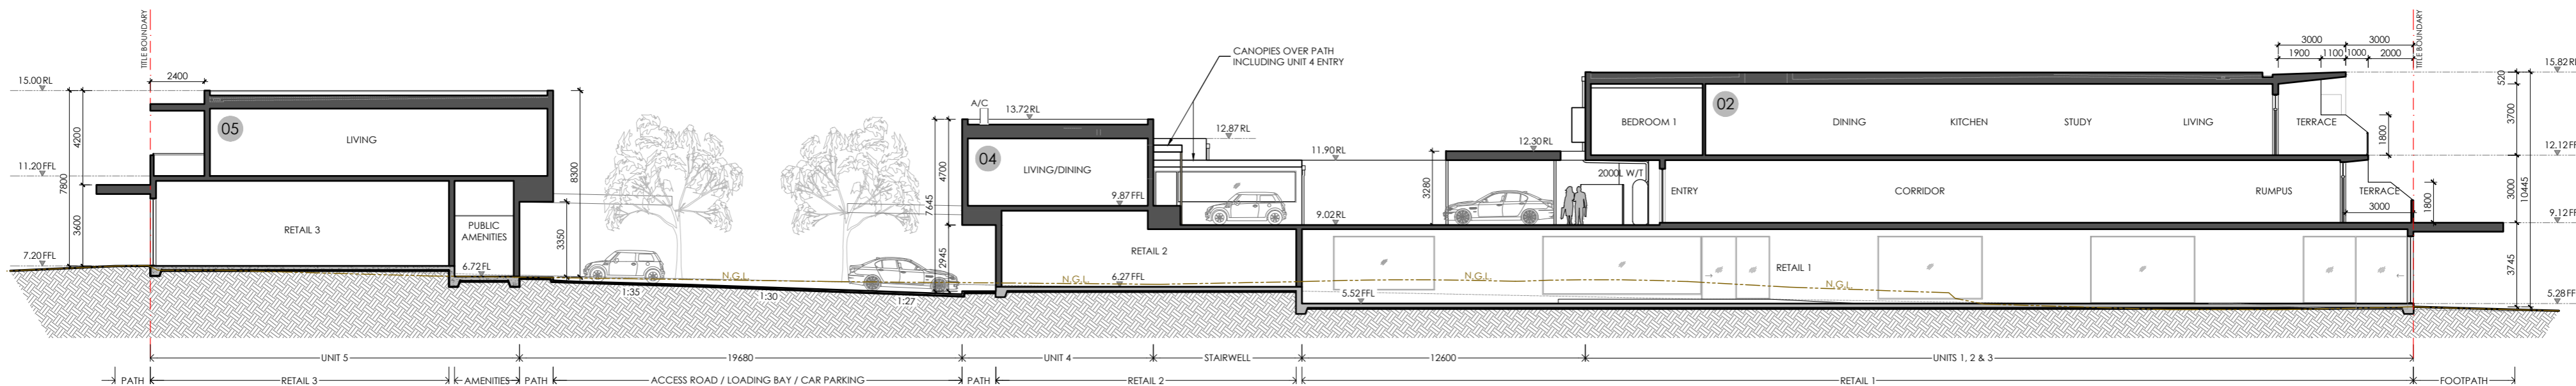 TITLE BOUNDARY
15.00 RL
2400
4200
11.20 FFL
7800
3600
7.20 FFL
05
LIVING
RETAIL 3
PUBLIC
AMENITIES
6.72 FL
8300
3350
N.G.L.
1:35
1:30
1:27
A/C
13.72 RL
4700
7645
2945
04
LIVING/DINING
9.87 FFL
RETAIL 2
N.G.L.
6.27 FFL
CANOPIES OVER PATH
INCLUDING UNIT 4 ENTRY
12.87 RL
11.90 RL
9.02 RL
5.52 FFL
12.30 RL
3280
2000L W/T
BEDROOM 1
02
DINING
KITCHEN
STUDY
LIVING
TERRACE
ENTRY
CORRIDOR
RUMPUS
TERRACE
N.G.L.
RETAIL 1
N.G.L.
3000
3000
1900
1100
1000
2000
TITLE BOUNDARY
1800
1800
3000
15.82 RL
520
3700
12.12 FF
3000
10445
9.12 FF
3745
5.28 FF
UNIT 5
19680
UNIT 4
STAIRWELL
12600
UNITS 1, 2 & 3
PATH
RETAIL 3
AMENITIES
PATH
ACCESS ROAD / LOADING BAY / CAR PARKING
PATH
RETAIL 2
RETAIL 1
FOOTPATH